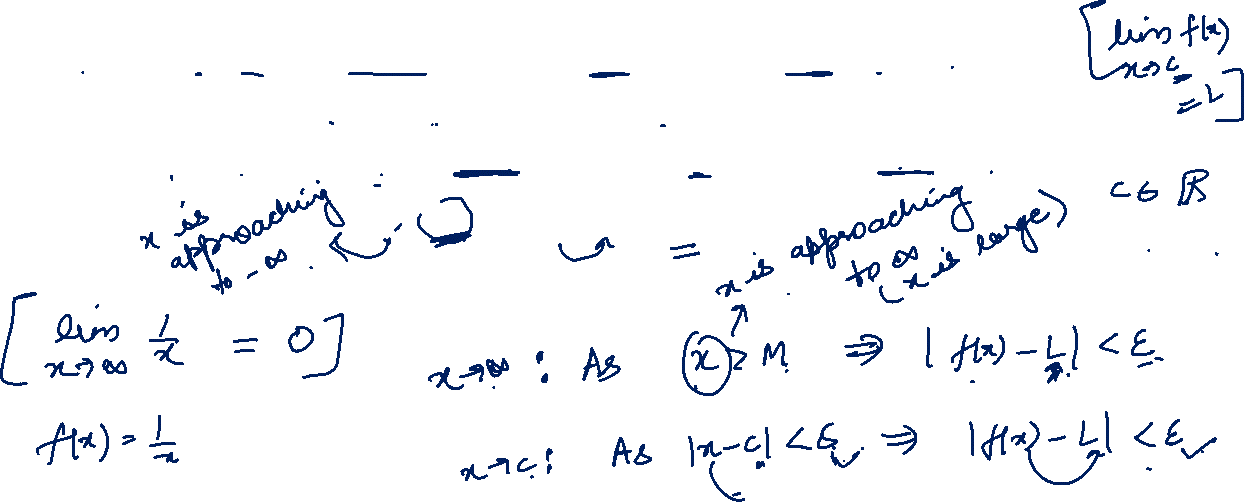 [lim f(x)
x→c
= L]
c ∈ ℝ
x is
approaching
to -∞
x is approaching
to ∞
(x is large)
[lim 1/x = 0]
x→∞
x→∞ : As x > M ⇒ |f(x) - L| < ε
f(x) = 1/x
x→c : As |x-c| < δ ⇒ |f(x) - L| < ε